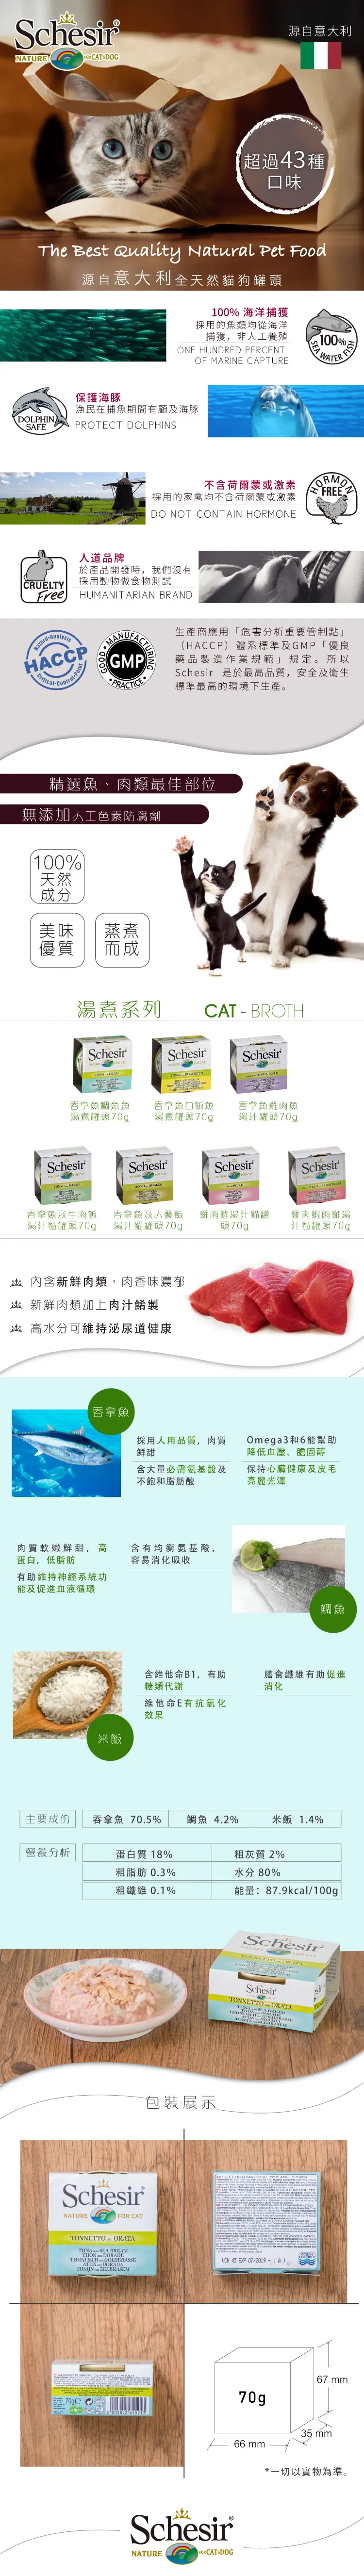 Schesir®
NATURE FOR CAT&DOG
源自意大利
超過43種
口味
The Best Quality Natural Pet Food
源自意大利全天然貓狗罐頭
100% 海洋捕獲
採用的魚類均從海洋
捕獲，非人工養殖
ONE HUNDRED PERCENT
OF MARINE CAPTURE
100%
SEA WATER FISH
DOLPHIN
SAFE
保護海豚
漁民在捕魚期間有顧及海豚
PROTECT DOLPHINS
不含荷爾蒙或激素
採用的家禽均不含荷爾蒙或激素
DO NOT CONTAIN HORMONE
HORMON
FREE
CRUELTY
Free
人道品牌
於產品開發時，我們沒有
採用動物做食物測試
HUMANITARIAN BRAND
Hazard-Analysis
HACCP
Critical-Control-Point
GOOD MANUFACTURING
GMP
PRACTICE
生產商應用「危害分析重要管制點」
（HACCP）體系標準及GMP「優良
藥品製造作業規範」規定。所以
Schesir 是於最高品質，安全及衛生
標準最高的環境下生產。
精選魚、肉類最佳部位
無添加人工色素防腐劑
100%
天然
成分
美味
優質
蒸煮
而成
湯煮系列 CAT - BROTH
Schesir
Schesir
Schesir
吞拿魚鯛魚魚
湯煮罐頭70g
吞拿魚白飯魚
湯煮罐頭70g
吞拿魚雞肉魚
湯汁罐頭70g
Schesir
Schesir
Schesir
Schesir
吞拿魚及牛肉飯
湯汁貓罐頭70g
吞拿魚及人蔘飯
湯汁貓罐頭70g
雞肉雞湯汁貓罐
頭70g
雞肉蝦肉雞湯
汁貓罐頭70g
內含新鮮肉類，肉香味濃郁
新鮮肉類加上肉汁餚製
高水分可維持泌尿道健康
吞拿魚
採用人用品質，肉質
鮮甜
含大量必需氨基酸及
不飽和脂肪酸
Omega3和6能幫助
降低血壓、膽固醇
保持心臟健康及皮毛
亮麗光澤
肉質軟嫩鮮甜，高
蛋白，低脂肪
有助維持神經系統功
能及促進血液循環
含有均衡氨基酸，
容易消化吸收
鯛魚
含維他命B1，有助
糖類代謝
維他命E有抗氧化
效果
膳食纖維有助促進
消化
米飯
主要成份 吞拿魚 70.5% 鯛魚 4.2% 米飯 1.4%
營養分析 蛋白質 18% 粗灰質 2%
粗脂肪 0.3% 水分 80%
粗纖維 0.1% 能量：87.9kcal/100g
Schesir
Schesir
TONNETTO con ORATA
包裝展示
Schesir
NATURE FOR CAT
TONNETTO con ORATA
TUNA with SEA BREAM
THON avec DORADE
THUNFISCH mit GOLDBRASSE
ATÚN con DORADA
TONIJN met ZEEBRASEM
70g
70g
67 mm
35 mm
66 mm
*一切以實物為準。
Schesir®
NATURE FOR CAT&DOG